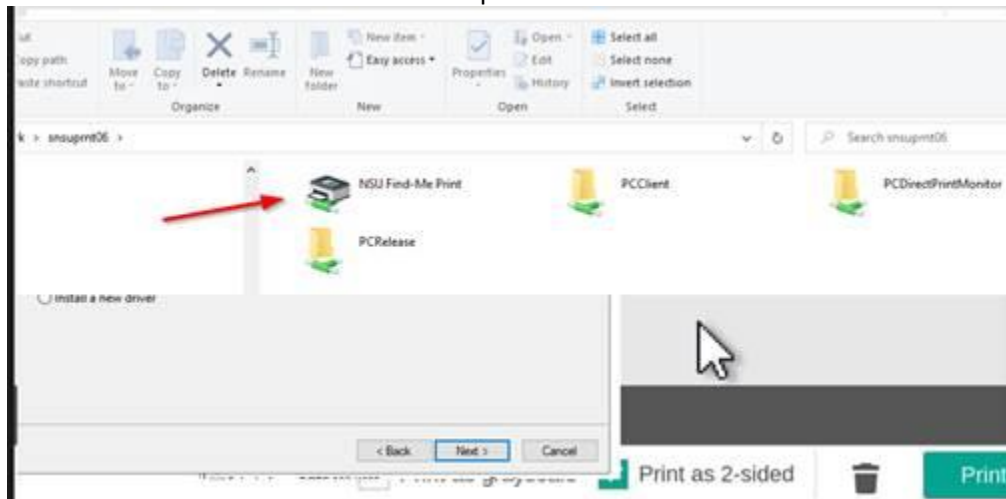 New item
Open
Select all
opy path
Easy access
Edit
Select none
aste shortcut
Move to
Copy to
Delete
Rename
New folder
Properties
History
Invert selection
Organize
New
Open
Select
k > snsuprnt06 >
Search snsuprnt06
NSU Find-Me Print
PCClient
PCDirectPrintMonitor
PCRelease
Install a new driver
< Back
Next >
Cancel
Print as 2-sided
Print